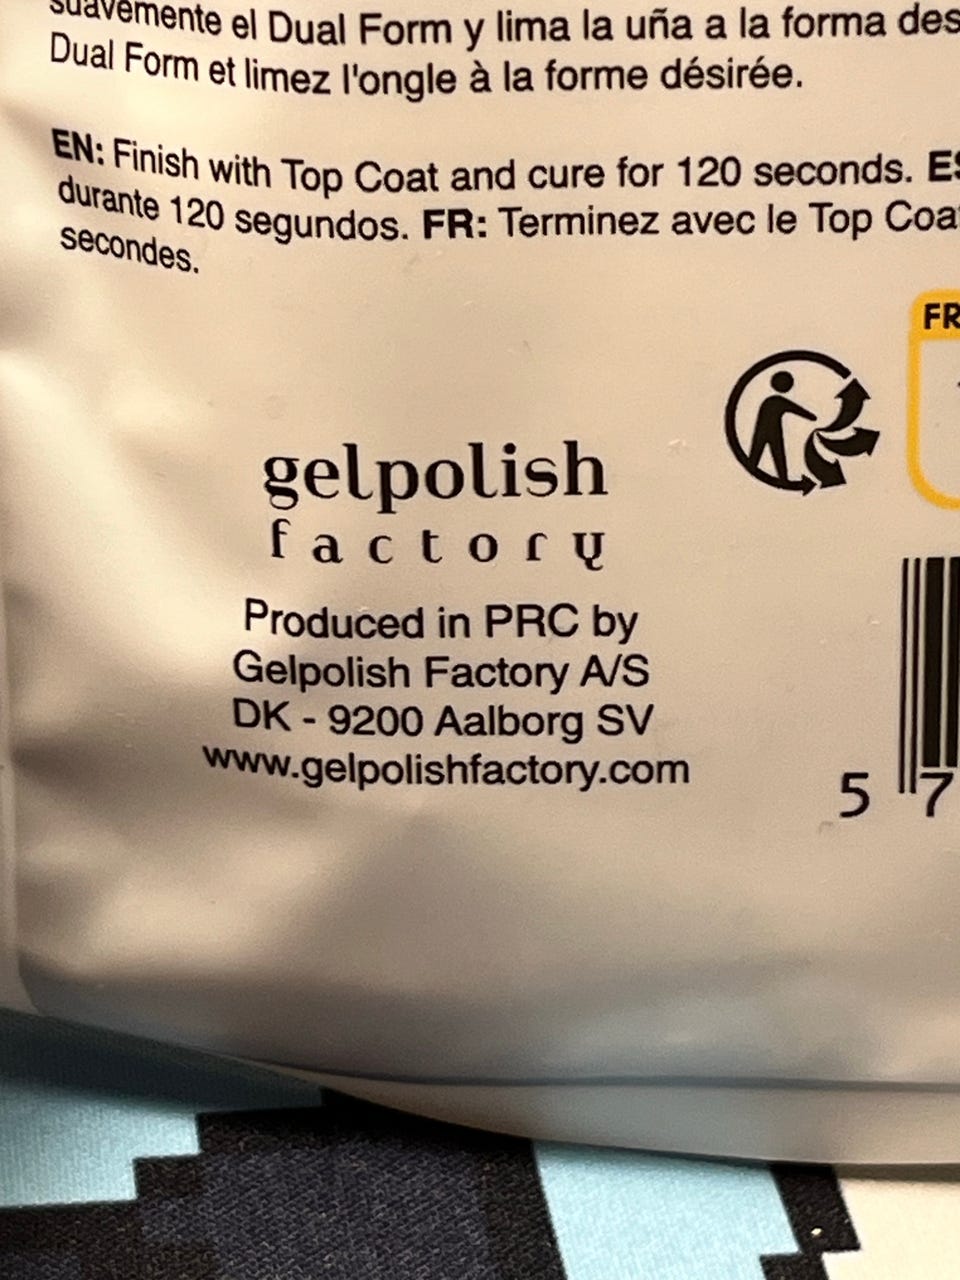 suavemente el Dual Form y lima la uña a la forma
Dual Form et limez l'ongle à la forme désirée.
EN: Finish with Top Coat and cure for 120 seconds. ES
durante 120 segundos. FR: Terminez avec le Top Coat
secondes.
FR
gelpolish
factory
Produced in PRC by
Gelpolish Factory A/S
DK - 9200 Aalborg SV
www.gelpolishfactory.com
5 7